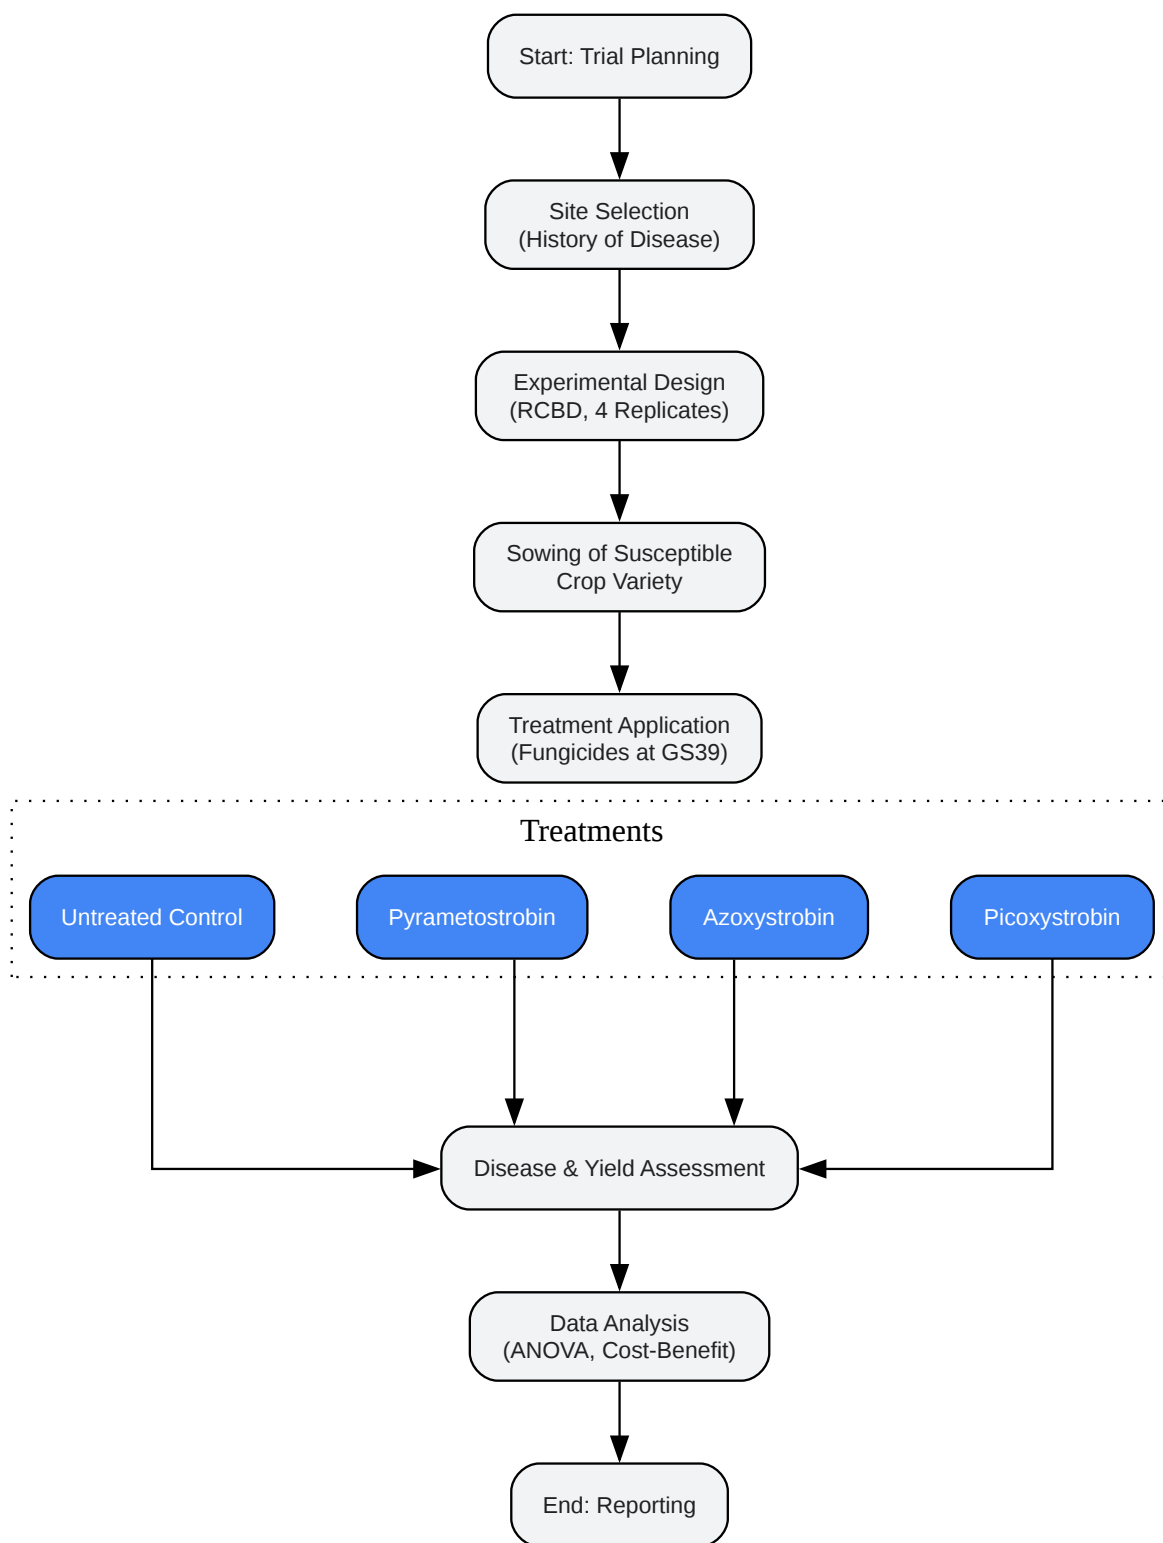 Start: Trial Planning
Site Selection
(History of Disease)
Experimental Design
(RCBD, 4 Replicates)
Sowing of Susceptible
Crop Variety
Treatment Application
(Fungicides at GS39)
Treatments
Untreated Control
Pyrametostrobin
Azoxystrobin
Picoxystrobin
Disease & Yield Assessment
Data Analysis
(ANOVA, Cost-Benefit)
End: Reporting